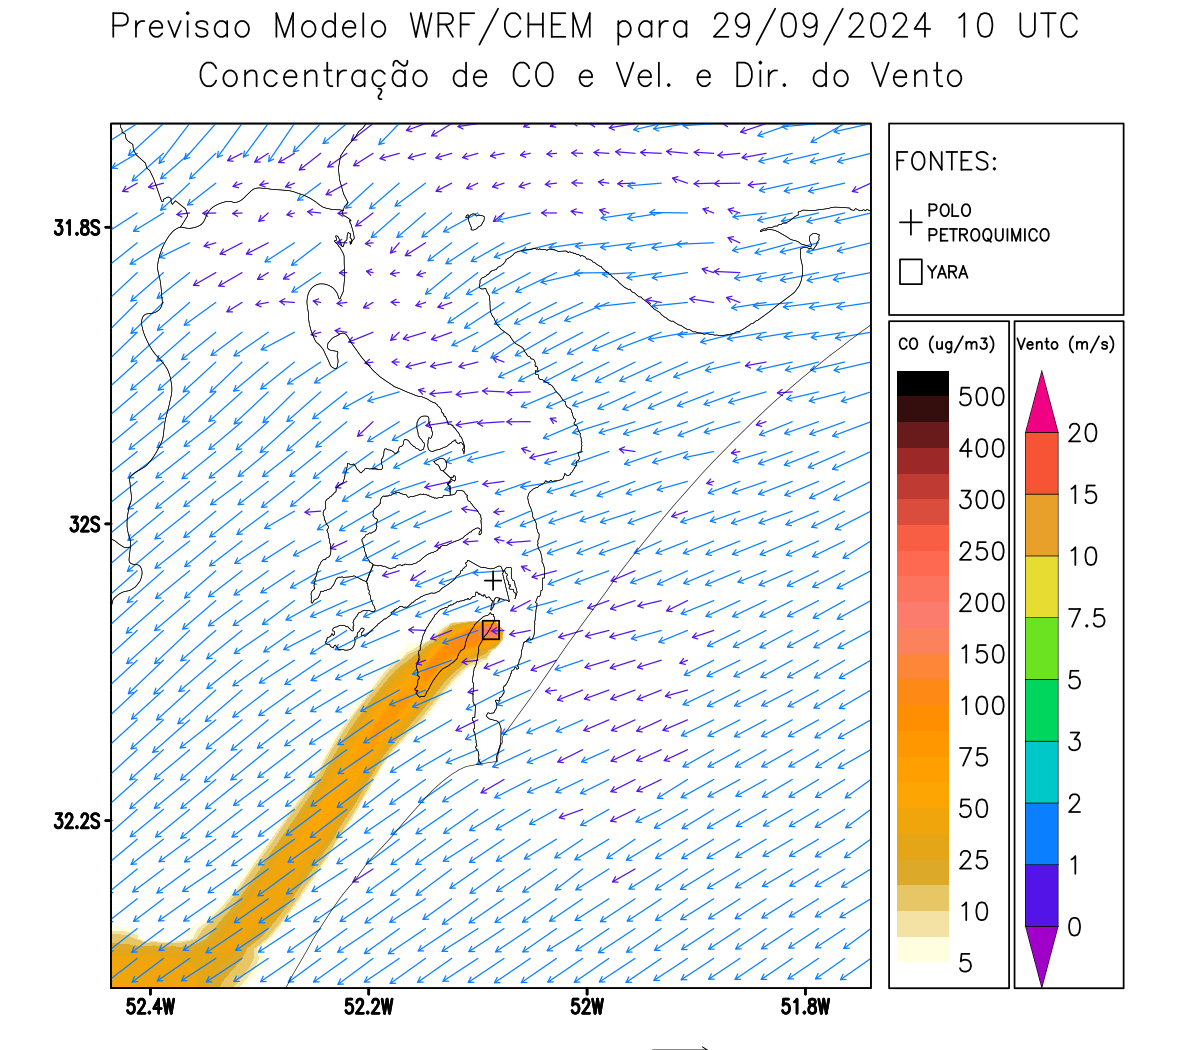 Previsao Modelo WRF/CHEM para 29/09/2024 10 UTC
Concentração de CO e Vel. e Dir. do Vento
FONTES:
POLO
PETROQUIMICO
YARA
CO (ug/m3)
500
400
300
250
200
150
100
75
50
25
10
5
Vento (m/s)
20
15
10
7.5
5
3
2
1
0
31.8S
32S
32.2S
52.4W
52.2W
52W
51.8W